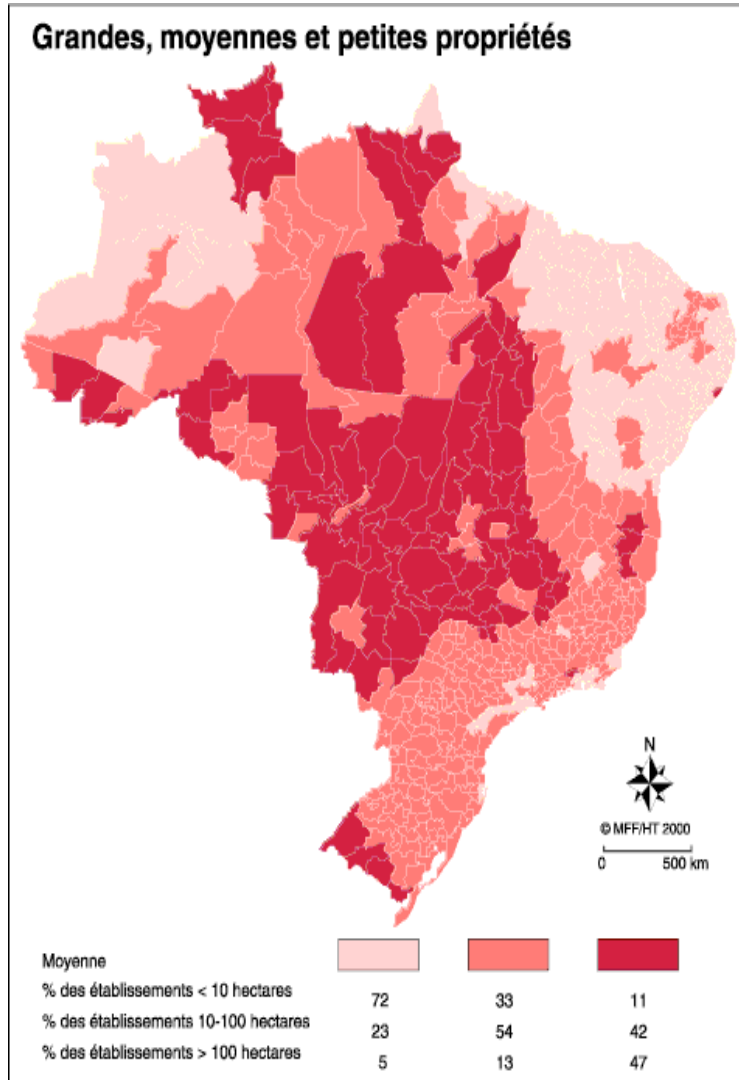 Grandes, moyennes et petites propriétés
N
© MFF/HT 2000
0 500 km
Moyenne
% des établissements < 10 hectares 72 33 11
% des établissements 10-100 hectares 23 54 42
% des établissements > 100 hectares 5 13 47